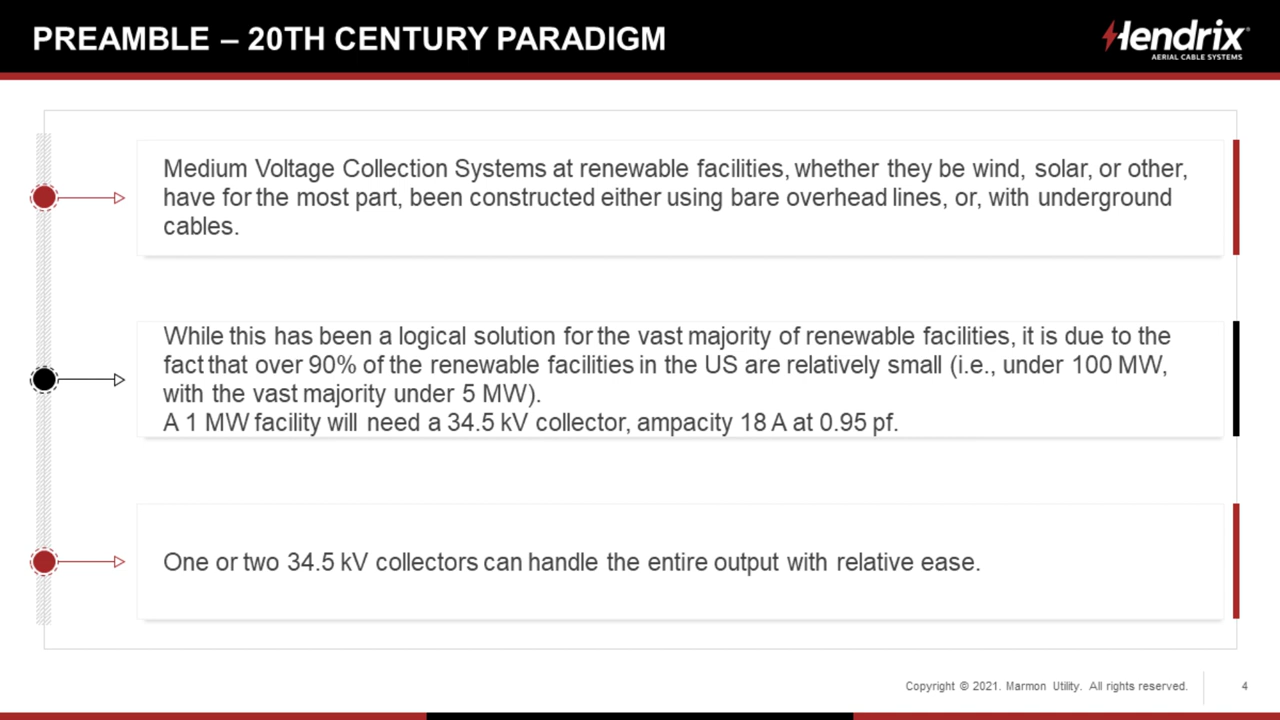 PREAMBLE – 20TH CENTURY PARADIGM
Hendrix®
AERIAL CABLE SYSTEMS
Medium Voltage Collection Systems at renewable facilities, whether they be wind, solar, or other,
have for the most part, been constructed either using bare overhead lines, or, with underground
cables.
While this has been a logical solution for the vast majority of renewable facilities, it is due to the
fact that over 90% of the renewable facilities in the US are relatively small (i.e., under 100 MW,
with the vast majority under 5 MW).
A 1 MW facility will need a 34.5 kV collector, ampacity 18 A at 0.95 pf.
One or two 34.5 kV collectors can handle the entire output with relative ease.
Copyright © 2021. Marmon Utility. All rights reserved.
4